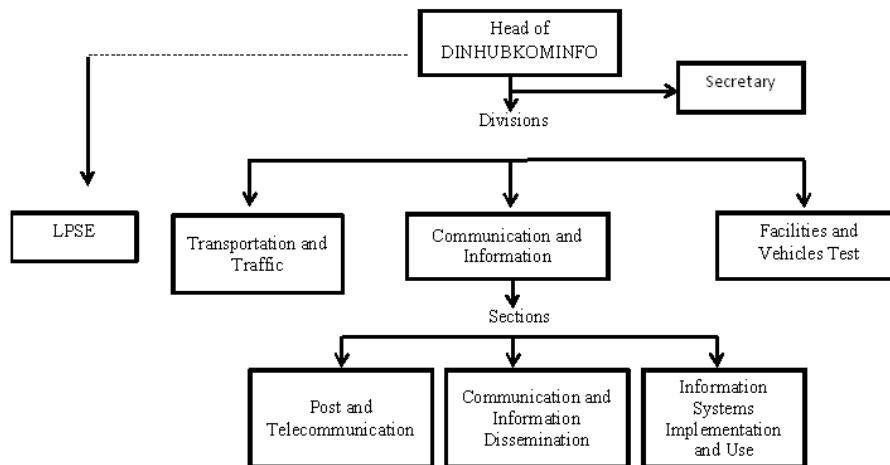 Head of
DINHUBKOMINFO
Secretary
Divisions
LPSE
Transportation and
Traffic
Communication and
Information
Facilities and
Vehicles Test
Sections
Post and
Telecommunication
Communication and
Information
Dissemination
Information
Systems
Implementation
and Use